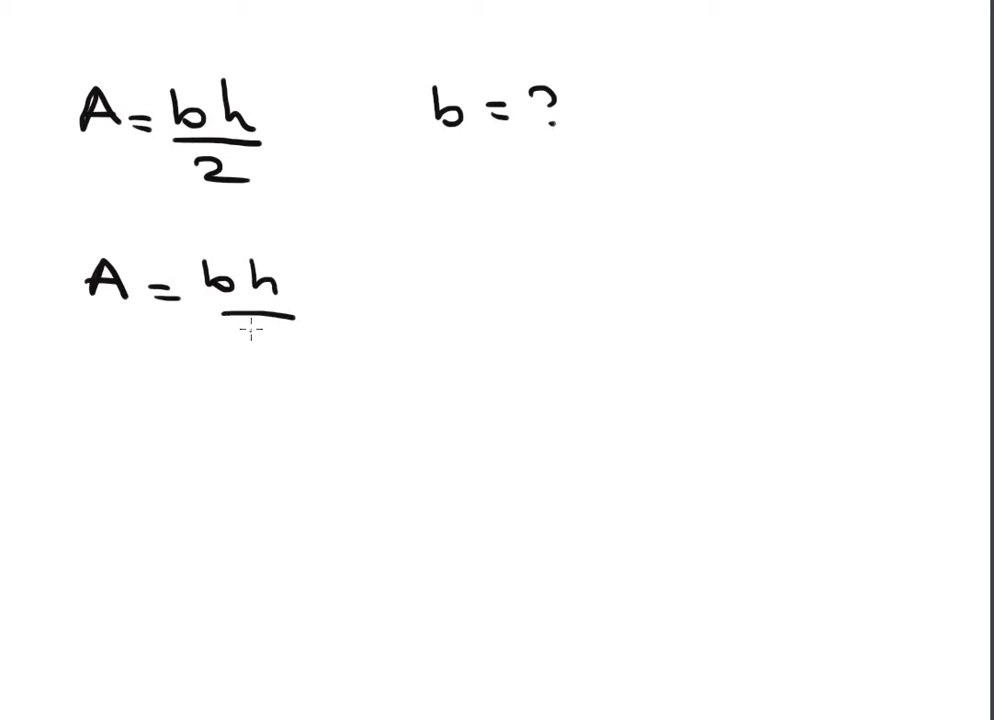 A = bh/2 b = ?
A = bh/